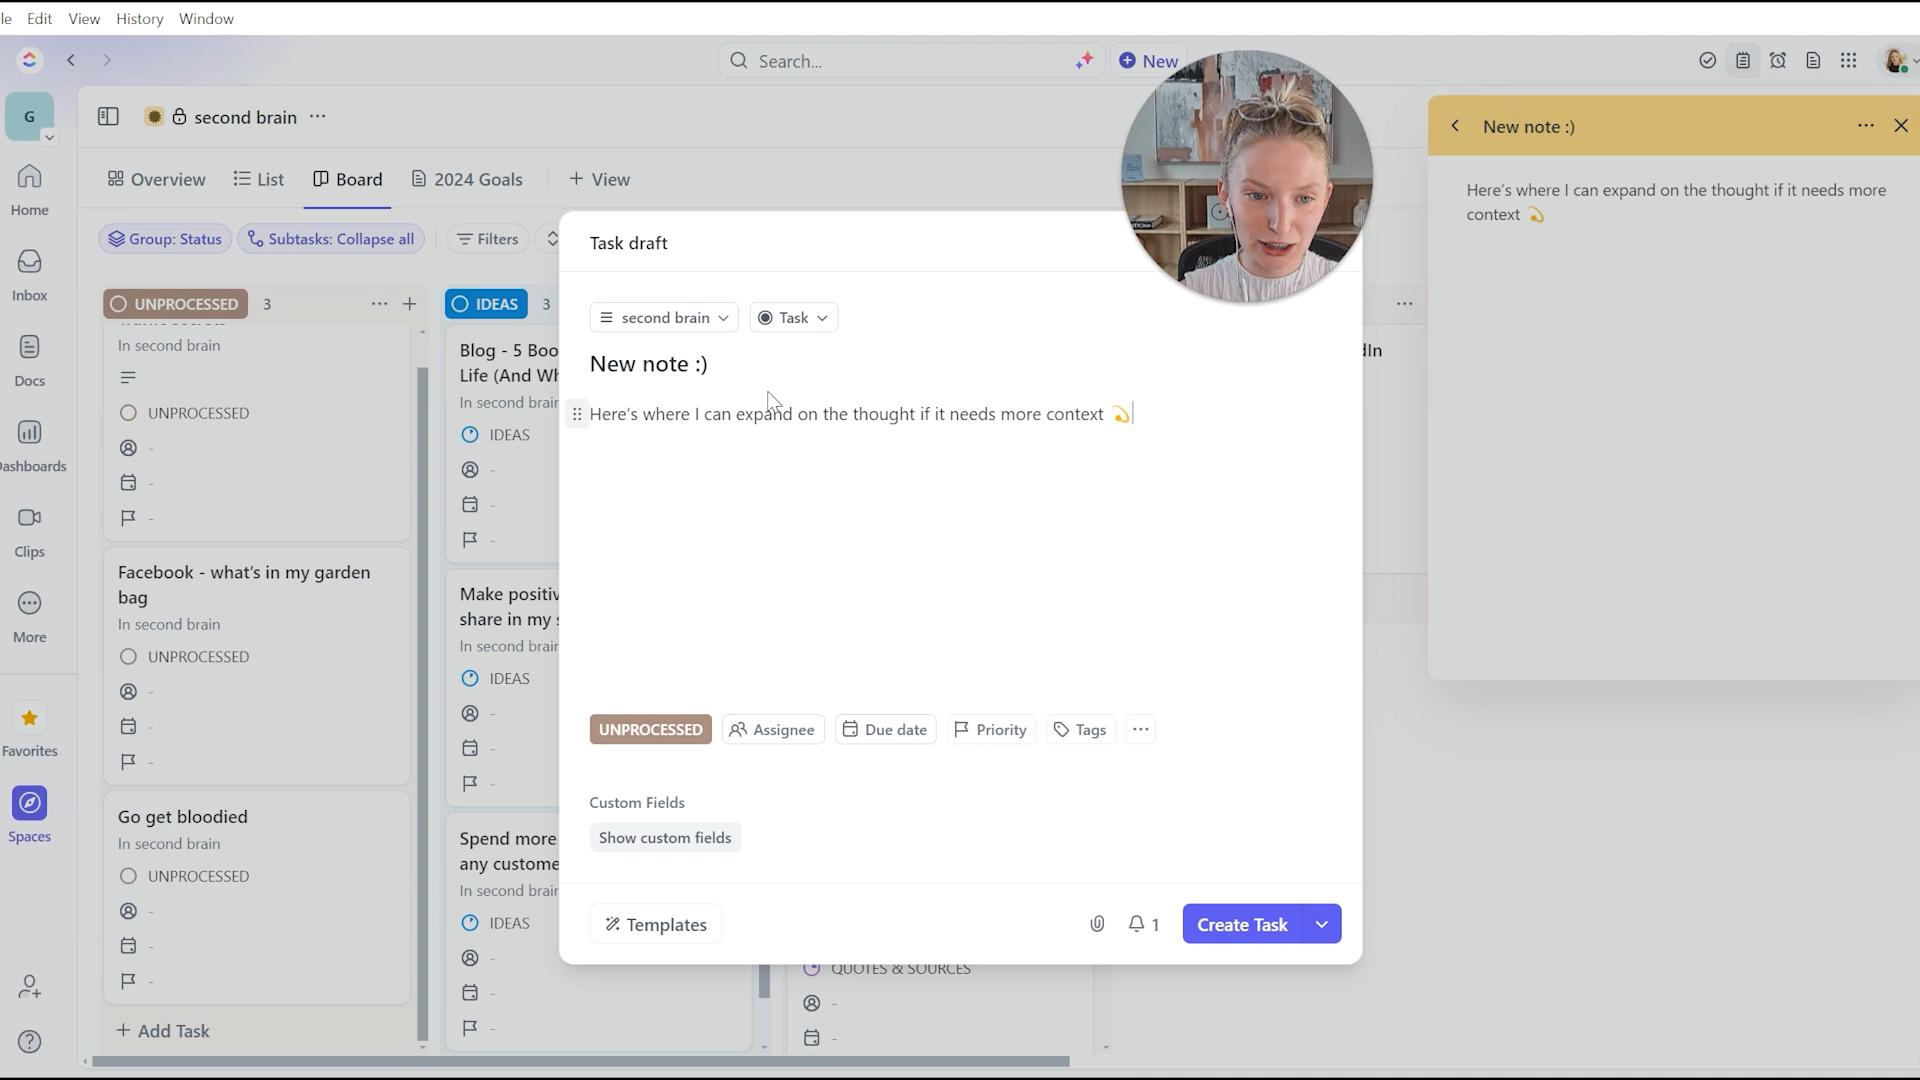 le Edit View History Window
Search...
New
G
second brain
New note :)
Overview
List
Board
2024 Goals
View
Here's where I can expand on the thought if it needs more
context 💫
Home
Group: Status
Subtasks: Collapse all
Filters
Task draft
Inbox
UNPROCESSED 3
IDEAS 3
second brain
Task
In second brain
Blog - 5 Boo
Life (And Wh
In second brain
IDEAS
-
-
-
New note :)
Here's where I can expand on the thought if it needs more context 💫
UNPROCESSED
-
-
-
Docs
Dashboards
Clips
More
Favorites
Spaces
Facebook - what's in my garden
bag
In second brain
UNPROCESSED
-
-
-
Make positiv
share in my s
In second brain
IDEAS
-
-
-
UNPROCESSED
Assignee
Due date
Priority
Tags
Custom Fields
Show custom fields
Go get bloodied
In second brain
UNPROCESSED
-
-
-
Spend more
any custome
In second brain
IDEAS
-
-
-
Templates
1
Create Task
QUOTES & SOURCES
-
-
Add Task